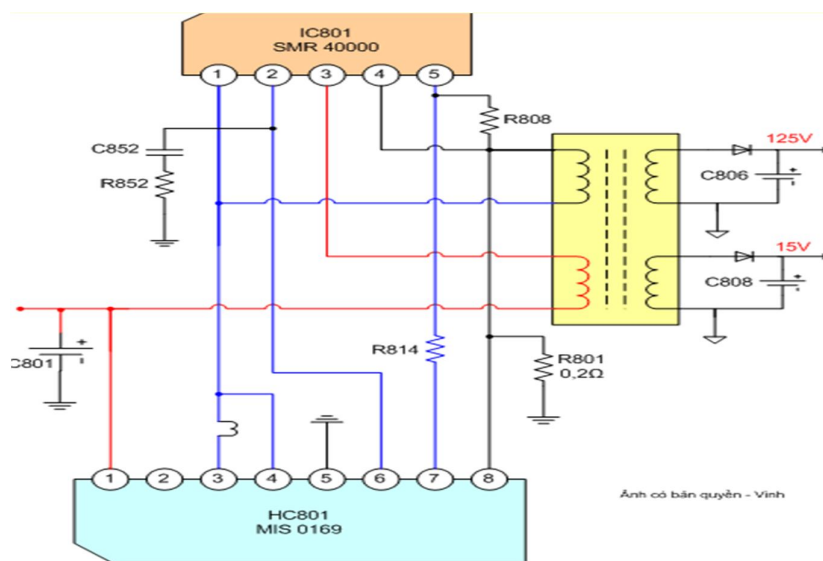 IC801
SMR 40000
1 2 3 4 5
R808
C852
R852
125V
C806
15V
C808
C801
R814
R801
0,2Ω
1 2 3 4 5 6 7 8
HC801
MIS 0169
Ảnh có bản quyền - Vinh